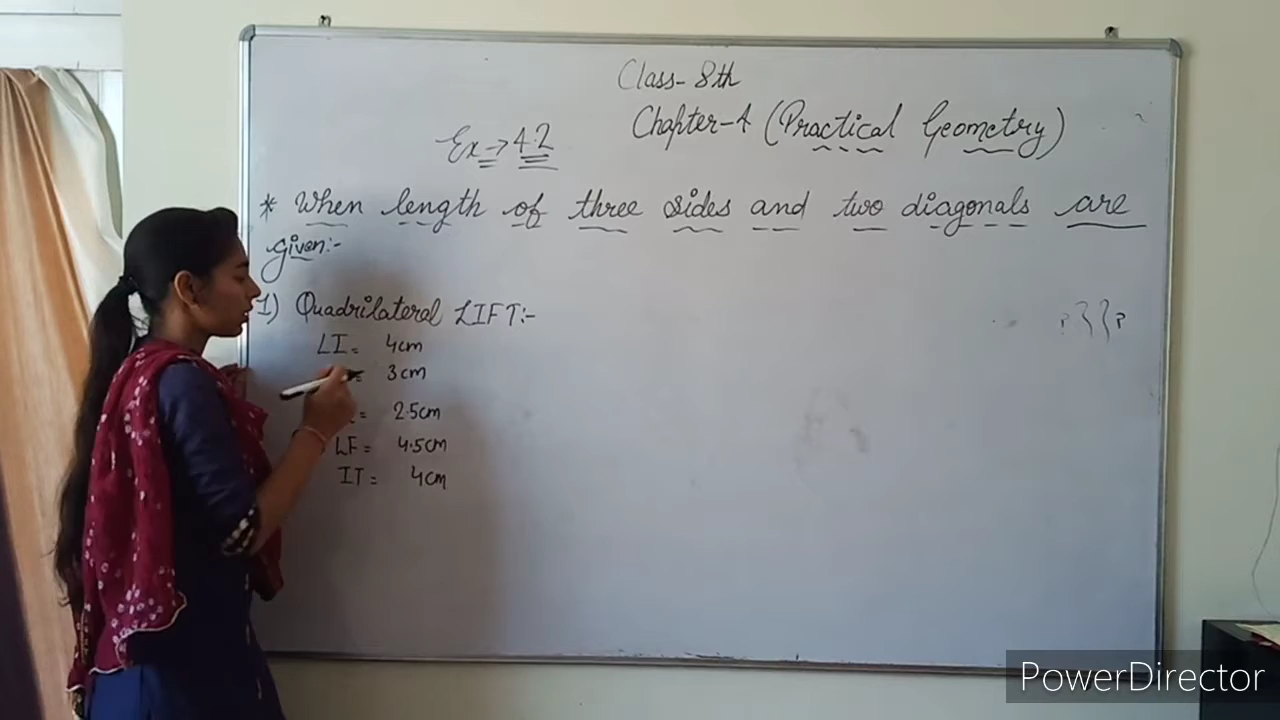 Class-8th
Chapter-4 (Practical Geometry)
Ex→4.2
* When length of three sides and two diagonals are
given:-
1) Quadrilateral LIFT:-
LI= 4cm
= 3cm
= 2.5cm
LF= 4.5cm
IT= 4cm
PowerDirector